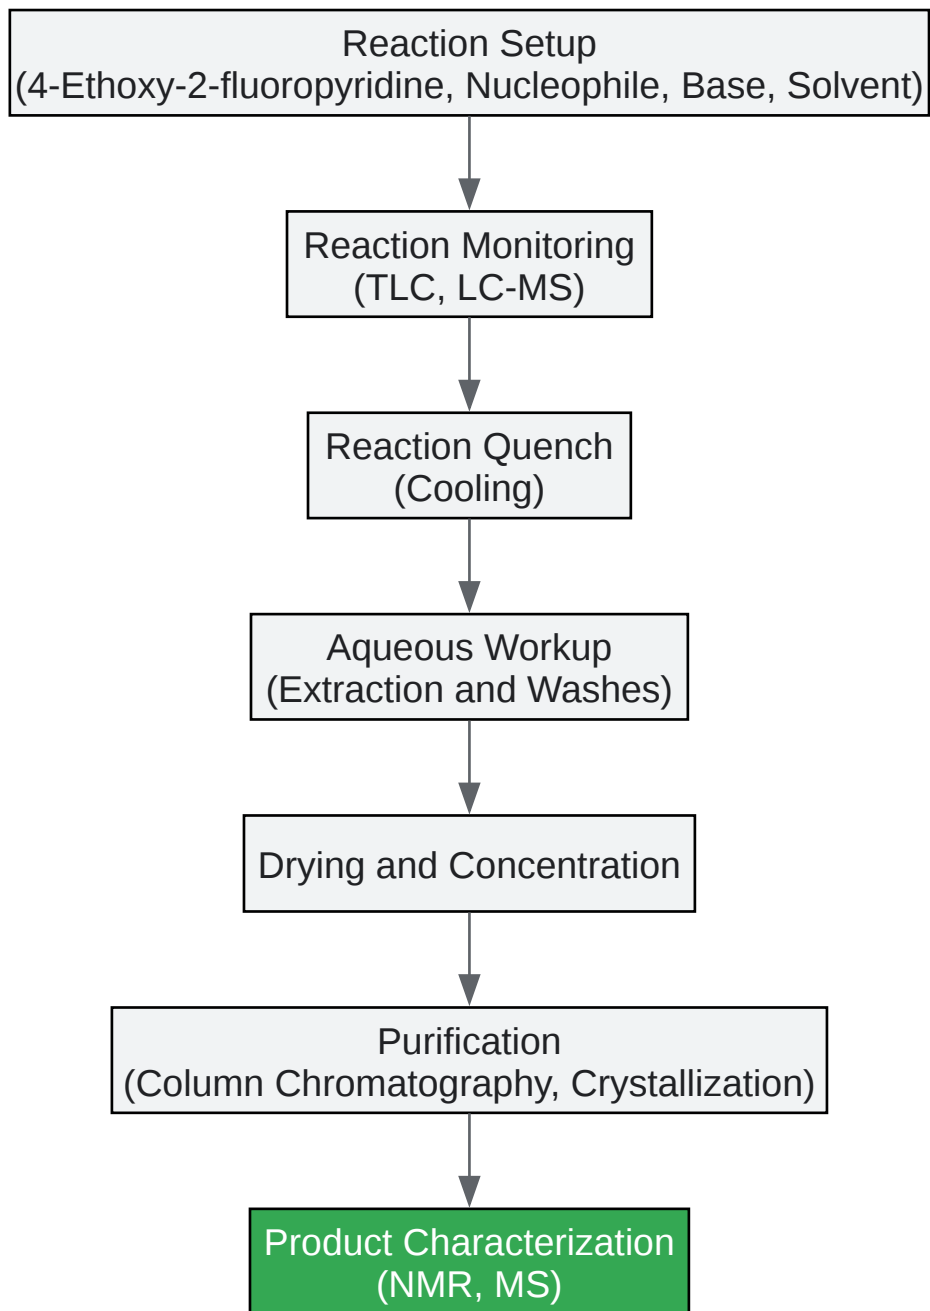 Reaction Setup
(4-Ethoxy-2-fluoropyridine, Nucleophile, Base, Solvent)
Reaction Monitoring
(TLC, LC-MS)
Reaction Quench
(Cooling)
Aqueous Workup
(Extraction and Washes)
Drying and Concentration
Purification
(Column Chromatography, Crystallization)
Product Characterization
(NMR, MS)